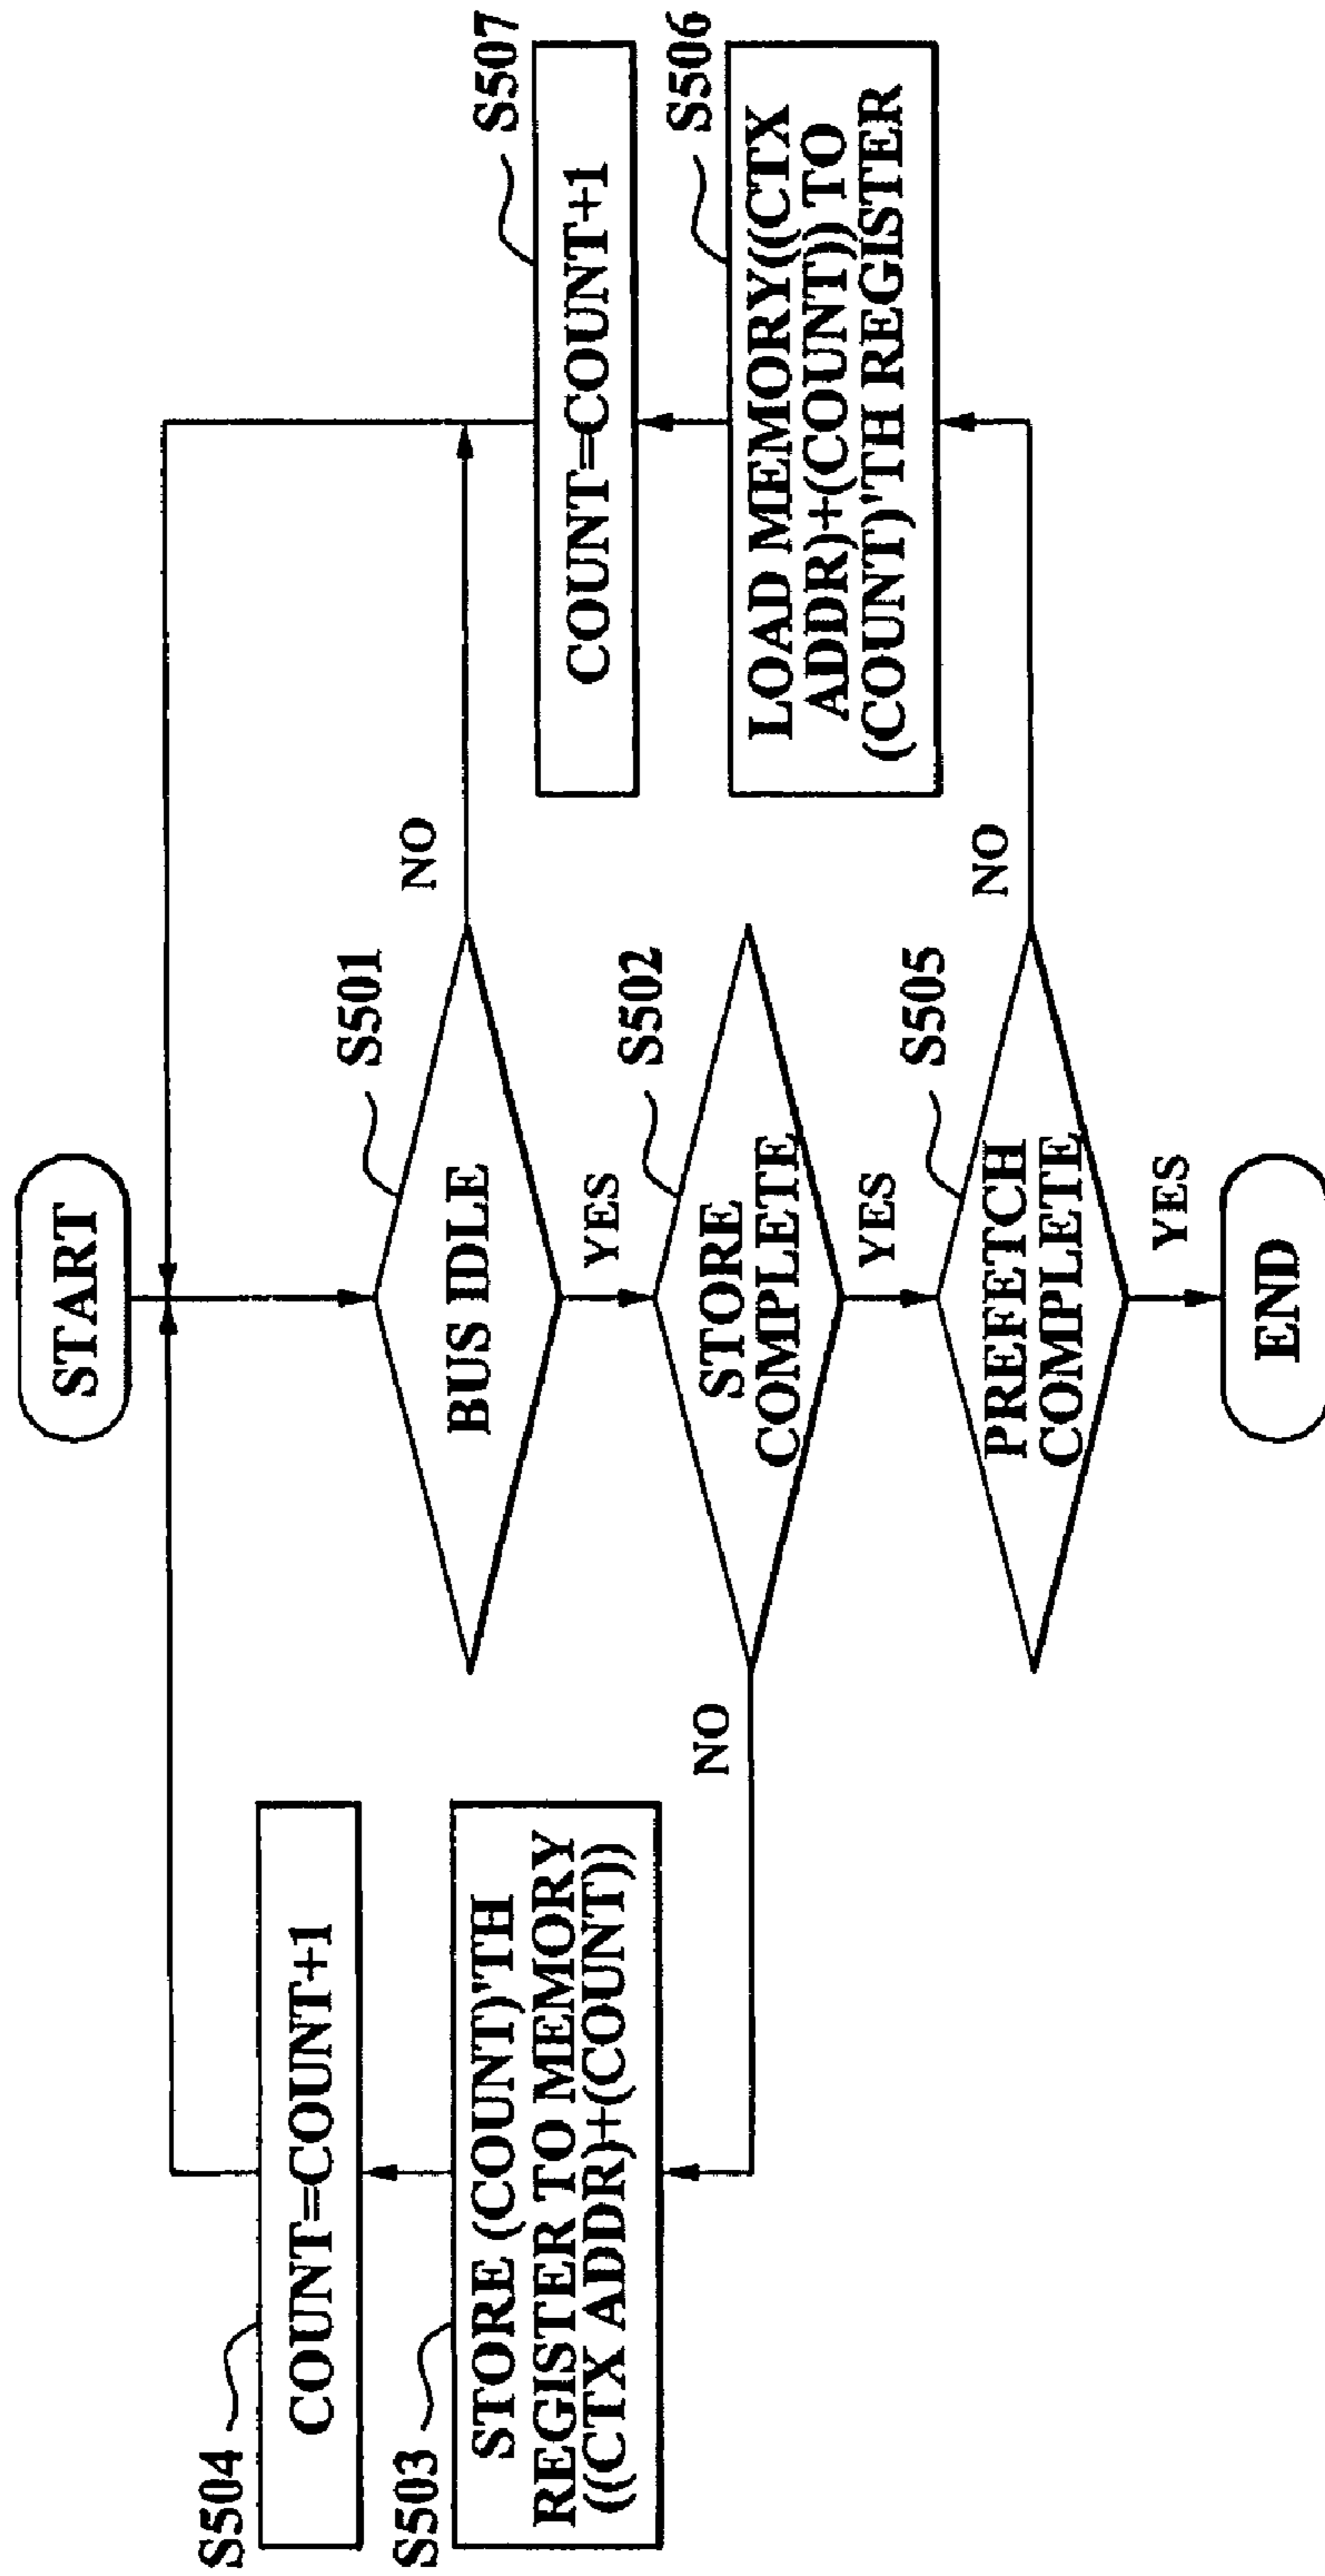 START
S501
BUS IDLE
NO
YES
S502
STORE
COMPLETE
NO
YES
S504
COUNT=COUNT+1
S503
STORE (COUNT)'TH
REGISTER TO MEMORY
((CTX ADDR)+(COUNT))
S505
PREFETCH
COMPLETE
NO
YES
S507
COUNT=COUNT+1
S506
LOAD MEMORY((CTX
ADDR)+(COUNT)) TO
(COUNT)'TH REGISTER
END